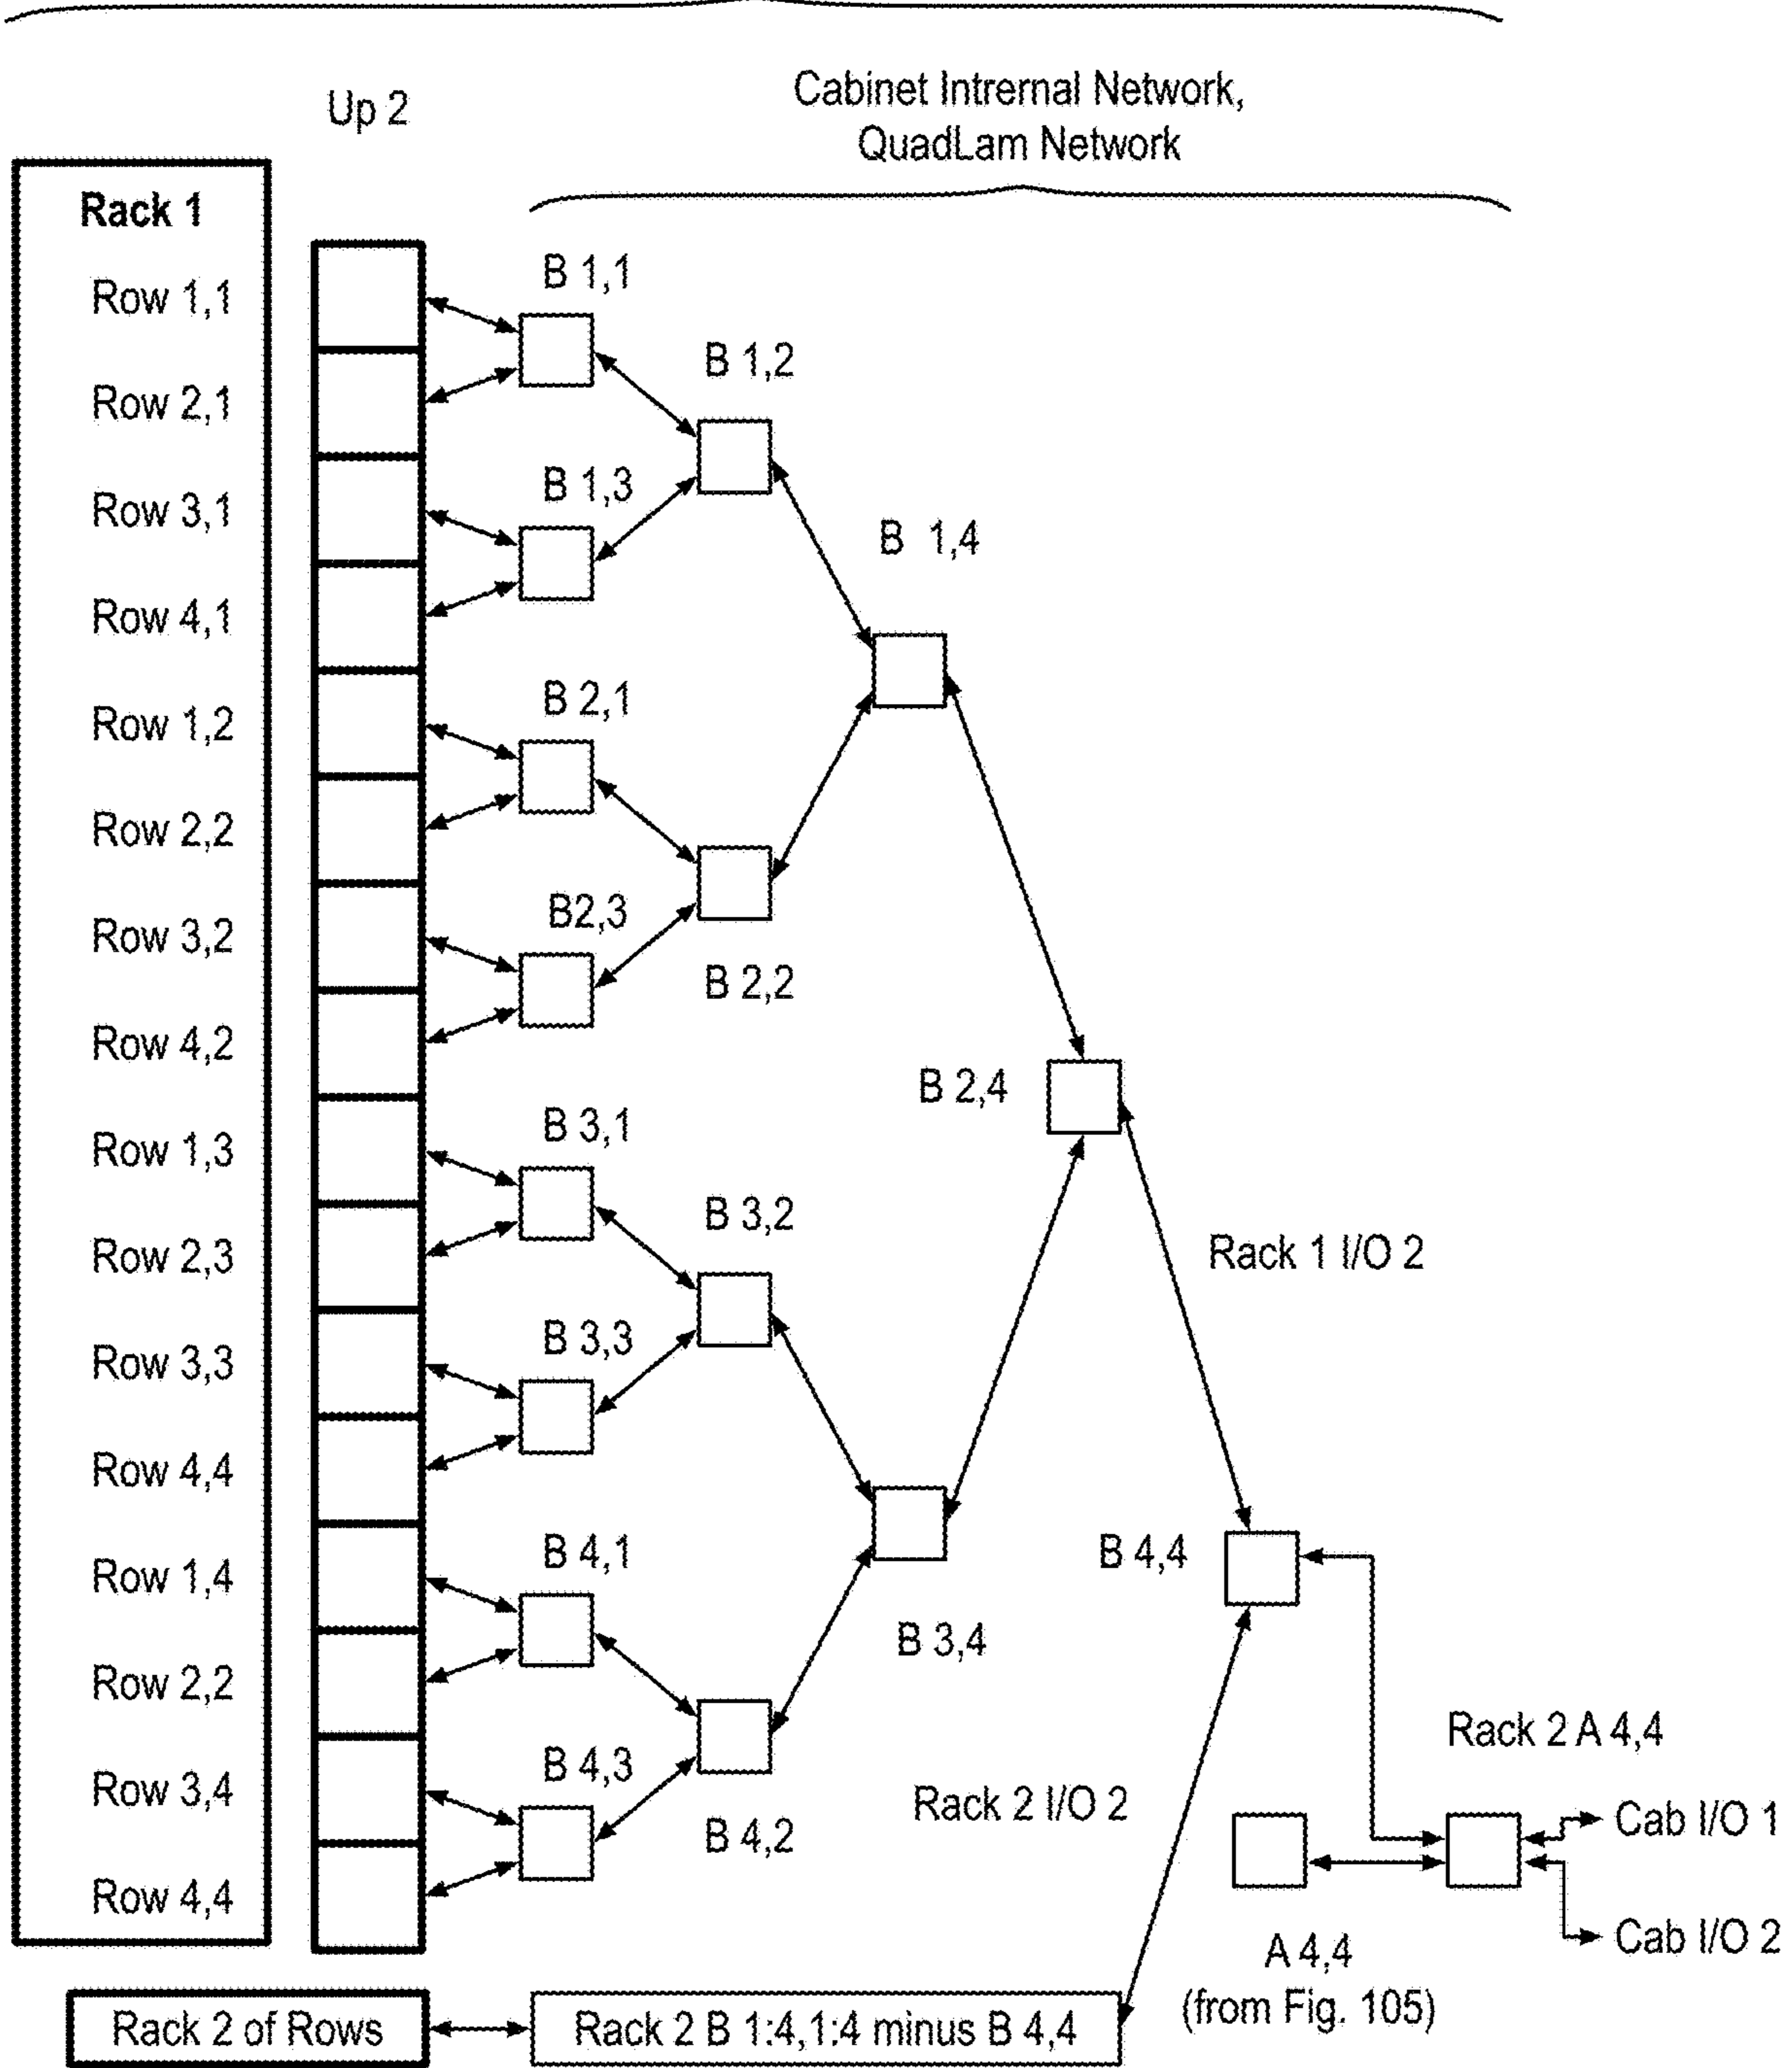 Cabinet Intrernal Network,
QuadLam Network
Up 2
Rack 1
Row 1,1
Row 2,1
Row 3,1
Row 4,1
Row 1,2
Row 2,2
Row 3,2
Row 4,2
Row 1,3
Row 2,3
Row 3,3
Row 4,4
Row 1,4
Row 2,2
Row 3,4
Row 4,4
B 1,1
B 1,2
B 1,3
B 1,4
B 2,1
B2,3
B 2,2
B 2,4
B 3,1
B 3,2
Rack 1 I/O 2
B 3,3
B 4,1
B 4,4
B 3,4
B 4,3
B 4,2
Rack 2 I/O 2
Rack 2 A 4,4
Cab I/O 1
Cab I/O 2
A 4,4
(from Fig. 105)
Rack 2 of Rows
Rack 2 B 1:4,1:4 minus B 4,4